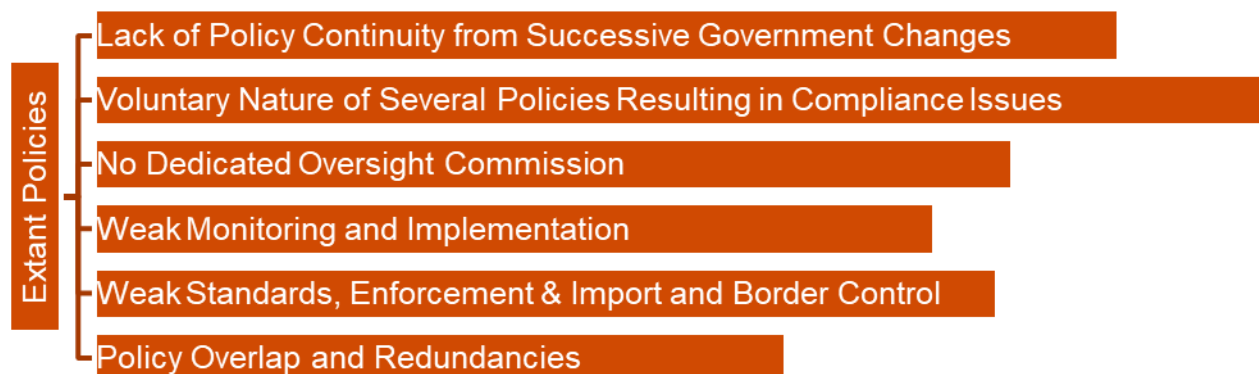 Extant Policies
Lack of Policy Continuity from Successive Government Changes
Voluntary Nature of Several Policies Resulting in Compliance Issues
No Dedicated Oversight Commission
Weak Monitoring and Implementation
Weak Standards, Enforcement & Import and Border Control
Policy Overlap and Redundancies